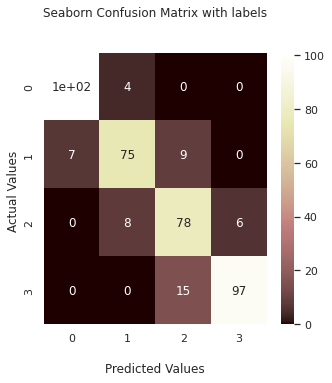 Seaborn Confusion Matrix with labels
0 1e+02 4 0 0
1 7 75 9 0
2 0 8 78 6
3 0 0 15 97
0 1 2 3
Actual Values
Predicted Values
100
80
60
40
20
0